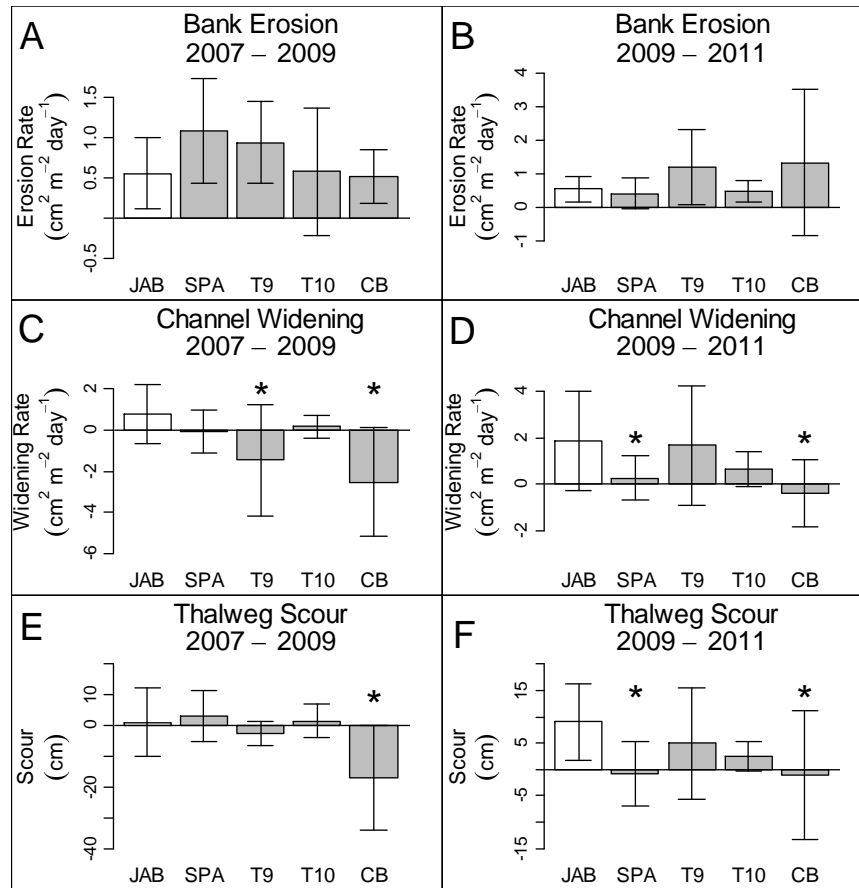 A
Bank Erosion
2007 – 2009
Erosion Rate
(cm² m⁻² day⁻¹)
1.5
1.0
0.5
-0.5
JAB SPA T9 T10 CB
B
Bank Erosion
2009 – 2011
Erosion Rate
(cm² m⁻² day⁻¹)
4
3
2
1
0
-1
JAB SPA T9 T10 CB
C
Channel Widening
2007 – 2009
Widening Rate
(cm² m⁻² day⁻¹)
2
0
-2
-4
-6
* *
JAB SPA T9 T10 CB
D
Channel Widening
2009 – 2011
Widening Rate
(cm² m⁻² day⁻¹)
4
2
0
-2
* *
JAB SPA T9 T10 CB
E
Thalweg Scour
2007 – 2009
Scour
(cm)
10
0
-20
-40
*
JAB SPA T9 T10 CB
F
Thalweg Scour
2009 – 2011
Scour
(cm)
15
5
-5
-15
* *
JAB SPA T9 T10 CB